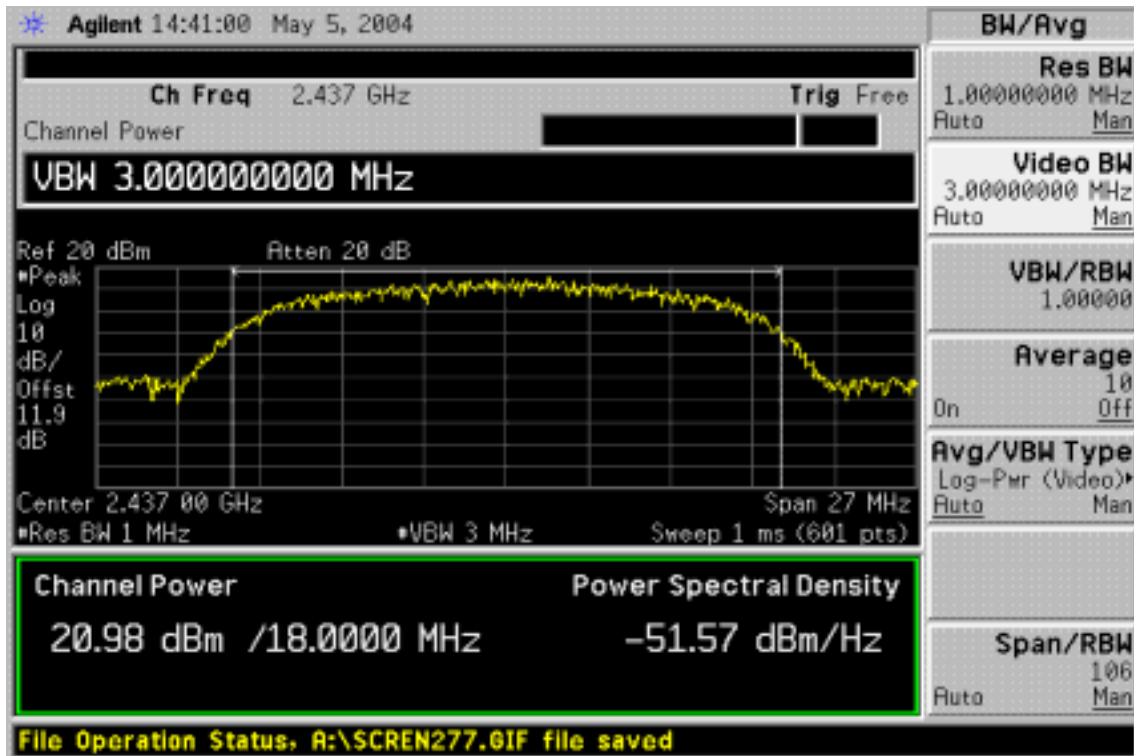 Agilent 14:41:00 May 5, 2004
BW/Avg
Ch Freq 2.437 GHz
Trig Free
Channel Power
VBW 3.000000000 MHz
Ref 20 dBm
Atten 20 dB
#Peak
Log
10
dB/
Offst
11.9
dB
Center 2.437 00 GHz
Span 27 MHz
#Res BW 1 MHz
#VBW 3 MHz
Sweep 1 ms (601 pts)
Channel Power
Power Spectral Density
20.98 dBm /18.0000 MHz
-51.57 dBm/Hz
File Operation Status, A:\SCREN277.GIF file saved
Res BW
1.00000000 MHz
Auto Man
Video BW
3.00000000 MHz
Auto Man
VBW/RBW
1.00000
Average
10
On Off
Avg/VBW Type
Log-Pwr (Video)
Auto Man
Span/RBW
106
Auto Man